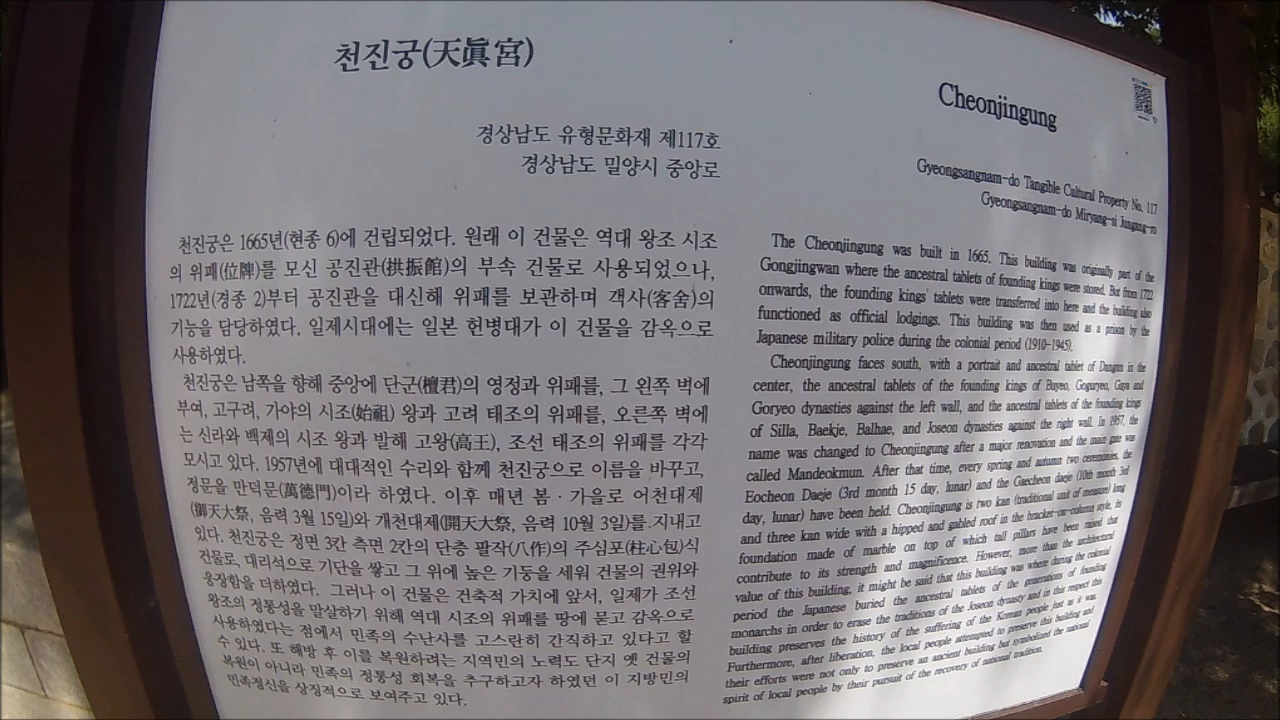 천진궁(天眞宮)
경상남도 유형문화재 제117호
경상남도 밀양시 중앙로
천진궁은 1665년(현종 6)에 건립되었다. 원래 이 건물은 역대 왕조 시조
의 위패(位牌)를 모신 공진관(拱振館)의 부속 건물로 사용되었으나,
1722년(경종 2)부터 공진관을 대신해 위패를 보관하며 객사(客舍)의
기능을 담당하였다. 일제시대에는 일본 헌병대가 이 건물을 감옥으로
사용하였다.
천진궁은 남쪽을 향해 중앙에 단군(檀君)의 영정과 위패를, 그 왼쪽 벽에
부여, 고구려, 가야의 시조(始祖) 왕과 고려 태조의 위패를, 오른쪽 벽에
는 신라와 백제의 시조 왕과 발해 고왕(高王), 조선 태조의 위패를 각각
모시고 있다. 1957년에 대대적인 수리와 함께 천진궁으로 이름을 바꾸고,
정문을 만덕문(萬德門)이라 하였다. 이후 매년 봄 · 가을로 어천대제
(御天大祭, 음력 3월 15일)와 개천대제(開天大祭, 음력 10월 3일)를 지내고
있다. 천진궁은 정면 3칸 측면 2칸의 단층 팔작(八作)의 주심포(柱心包)식
건물로, 대리석으로 기단을 쌓고 그 위에 높은 기둥을 세워 건물의 권위와
웅장함을 더하였다. 그러나 이 건물은 건축적 가치에 앞서, 일제가 조선
왕조의 정통성을 말살하기 위해 역대 시조의 위패를 땅에 묻고 감옥으로
사용하였다는 점에서 민족의 수난사를 고스란히 간직하고 있다고 할
수 있다. 또 해방 후 이를 복원하려는 지역민의 노력도 단지 옛 건물의
복원이 아니라 민족의 정통성 회복을 추구하고자 하였던 이 지방민의
민족정신을 상징적으로 보여주고 있다.
Cheonjingung
Gyeongsangnam-do Tangible Cultural Property No. 117
Gyeongsangnam-do Miryang-si Jungang-ro
The Cheonjingung was built in 1665. This building was originally part of the
Gongjingwan where the ancestral tablets of founding kings were stored. But from 1722
onwards, the founding kings' tablets were transferred into here and the building also
functioned as official lodgings. This building was then used as a prison by the
Japanese military police during the colonial period (1910-1945).
Cheonjingung faces south, with a portrait and ancestral tablet of Dangun in the
center, the ancestral tablets of the founding kings of Buyeo, Goguryeo, Gaya and
Goryeo dynasties against the left wall, and the ancestral tablets of the founding kings
of Silla, Baekje, Balhae, and Joseon dynasties against the right wall. In 1957, the
name was changed to Cheonjingung after a major renovation and the main gate was
called Mandeokmun. After that time, every spring and autumn two ceremonies, the
Eocheon Daeje (3rd month 15 day, lunar) and the Gaecheon daeje (10th month 3rd
day, lunar) have been held. Cheonjingung is two kan (traditional unit of measure) long
and three kan wide with a hipped and gabled roof in the bracket-on-column style, its
foundation made of marble on top of which tall pillars have been raised that
contribute to its strength and magnificence. However, more than the architectural
value of this building, it might be said that this building was where during the colonial
period the Japanese buried the ancestral tablets of the generations of founding
monarchs in order to erase the traditions of the Joseon dynasty and in this respect this
building preserves the history of the suffering of the Korean people just as it was.
Furthermore, after liberation, the local people attempted to preserve this building and
their efforts were not only to preserve an ancient building but symbolized the national
spirit of local people by their pursuit of the recovery of national tradition.